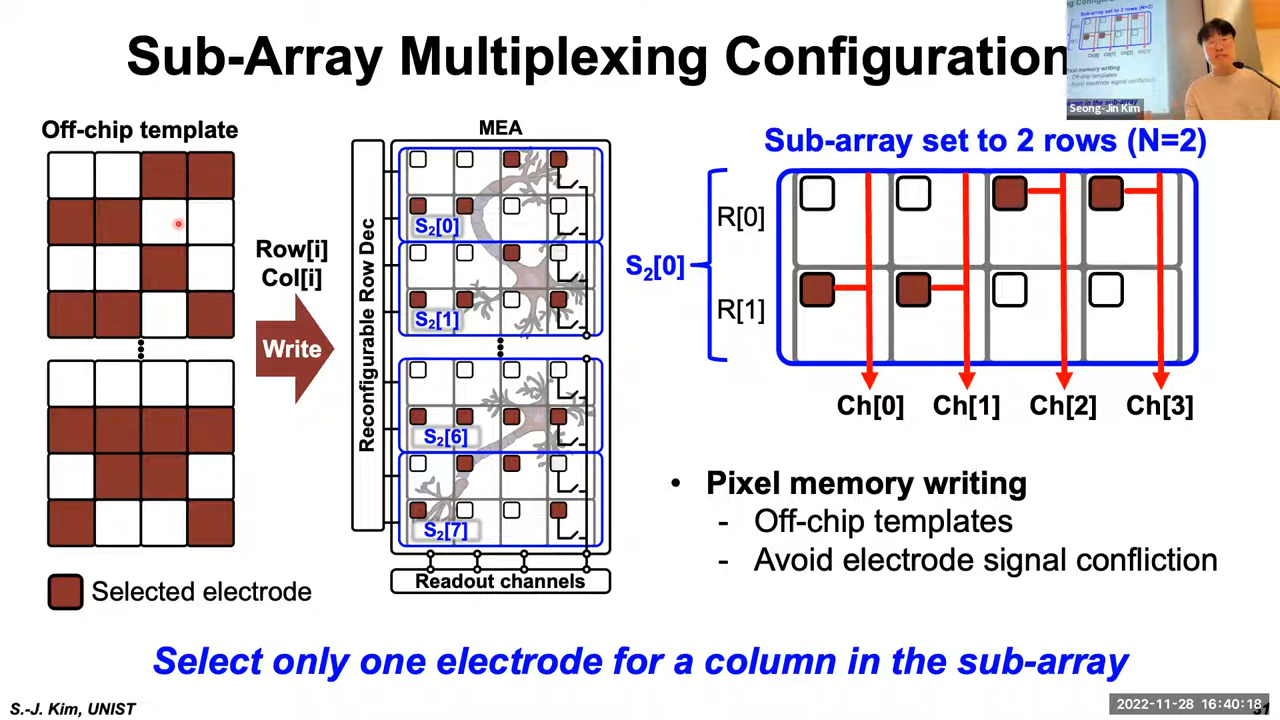 Sub-Array Multiplexing Configuration
Seong-Jin Kim
Off-chip template
Row[i]
Col[i]
Write
Selected electrode
MEA
Reconfigurable Row Dec
S₂[0]
S₂[1]
S₂[6]
S₂[7]
Readout channels
Sub-array set to 2 rows (N=2)
S₂[0]
R[0]
R[1]
Ch[0] Ch[1] Ch[2] Ch[3]
• Pixel memory writing
- Off-chip templates
- Avoid electrode signal confliction
Select only one electrode for a column in the sub-array
S.-J. Kim, UNIST
2022-11-28 16:40:18